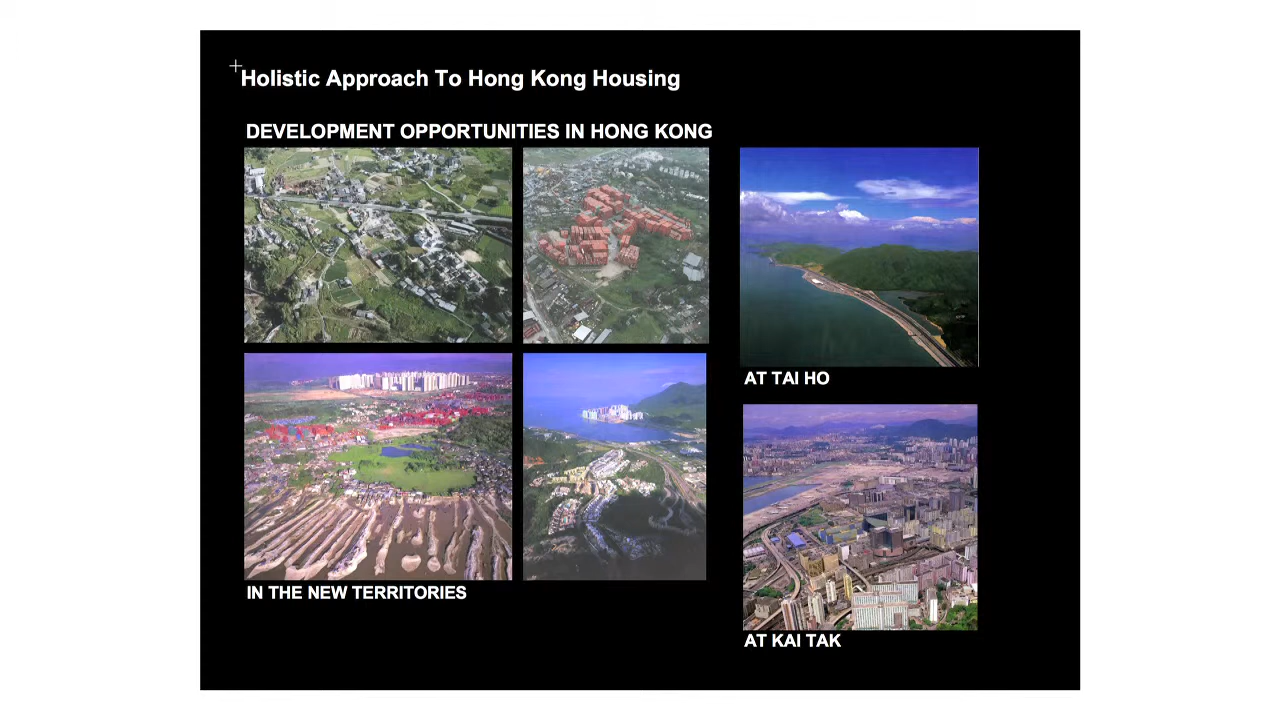 Holistic Approach To Hong Kong Housing
DEVELOPMENT OPPORTUNITIES IN HONG KONG
AT TAI HO
IN THE NEW TERRITORIES
AT KAI TAK